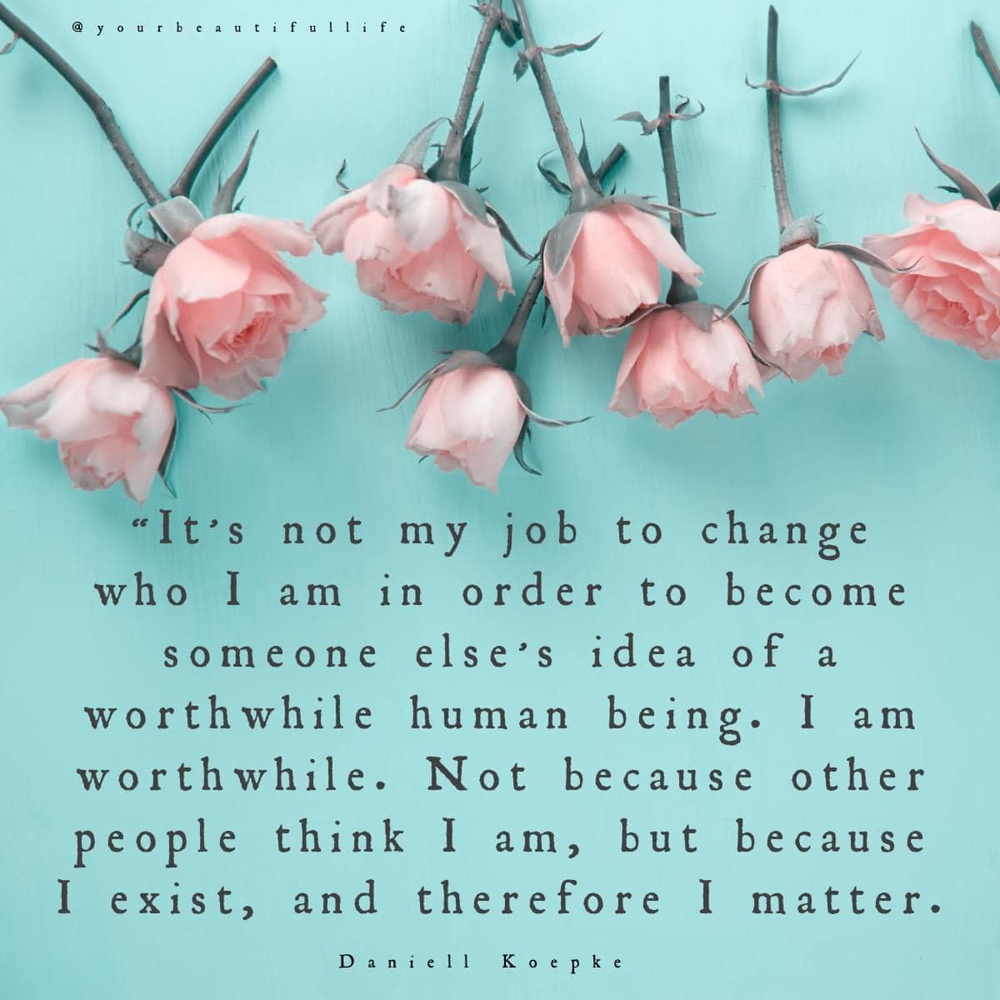 @yourbeautifullife
“It’s not my job to change
who I am in order to become
someone else’s idea of a
worthwhile human being. I am
worthwhile. Not because other
people think I am, but because
I exist, and therefore I matter.
Daniell Koepke